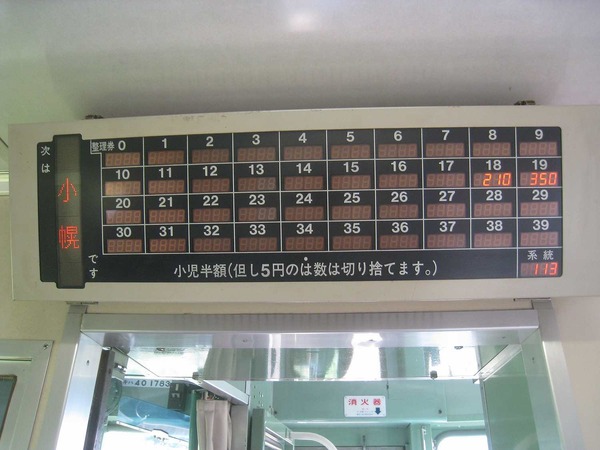 次は
小幌
です
整理券 0 1 2 3 4 5 6 7 8 9
10 11 12 13 14 15 16 17 18 19
210 350
20 21 22 23 24 25 26 27 28 29
30 31 32 33 34 35 36 37 38 39
小児半額(但し5円のは数は切り捨てます。)
系統
113
40 1763
消火器